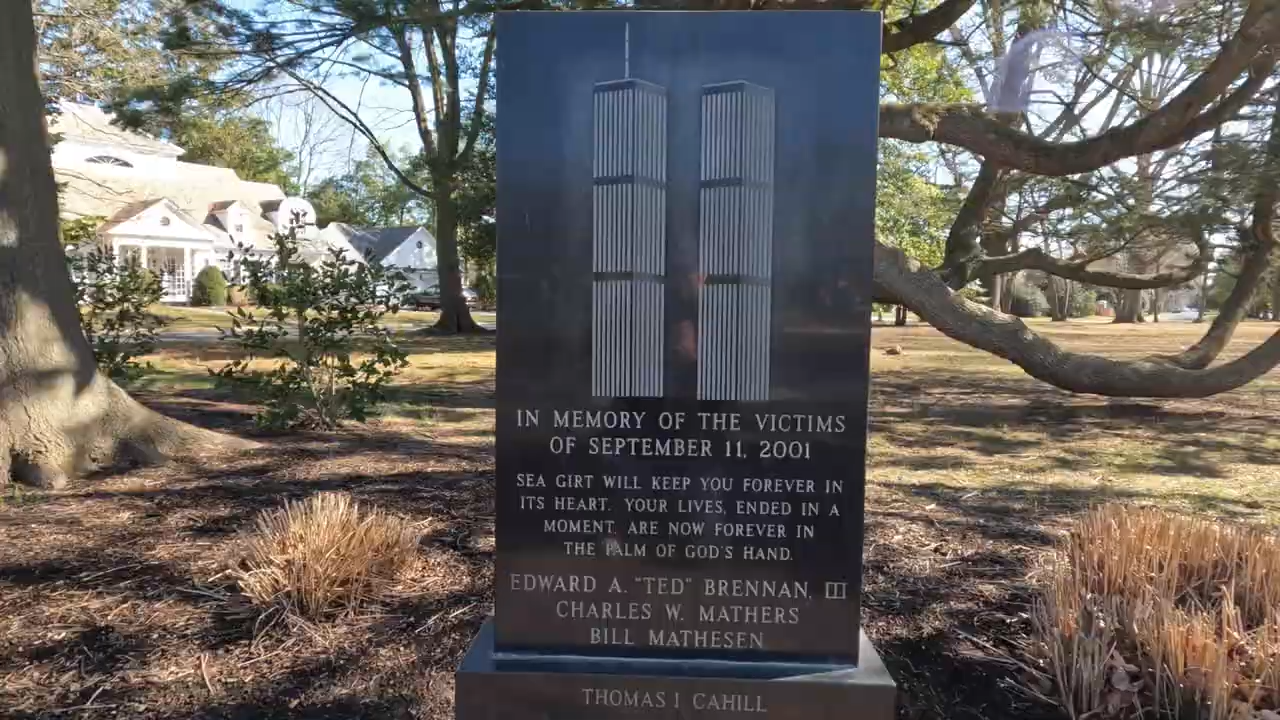 IN MEMORY OF THE VICTIMS
OF SEPTEMBER 11, 2001
SEA GIRT WILL KEEP YOU FOREVER IN
ITS HEART. YOUR LIVES, ENDED IN A
MOMENT, ARE NOW FOREVER IN
THE PALM OF GOD'S HAND.
EDWARD A. "TED" BRENNAN, III
CHARLES W. MATHERS
BILL MATHESEN
THOMAS J. CAHILL